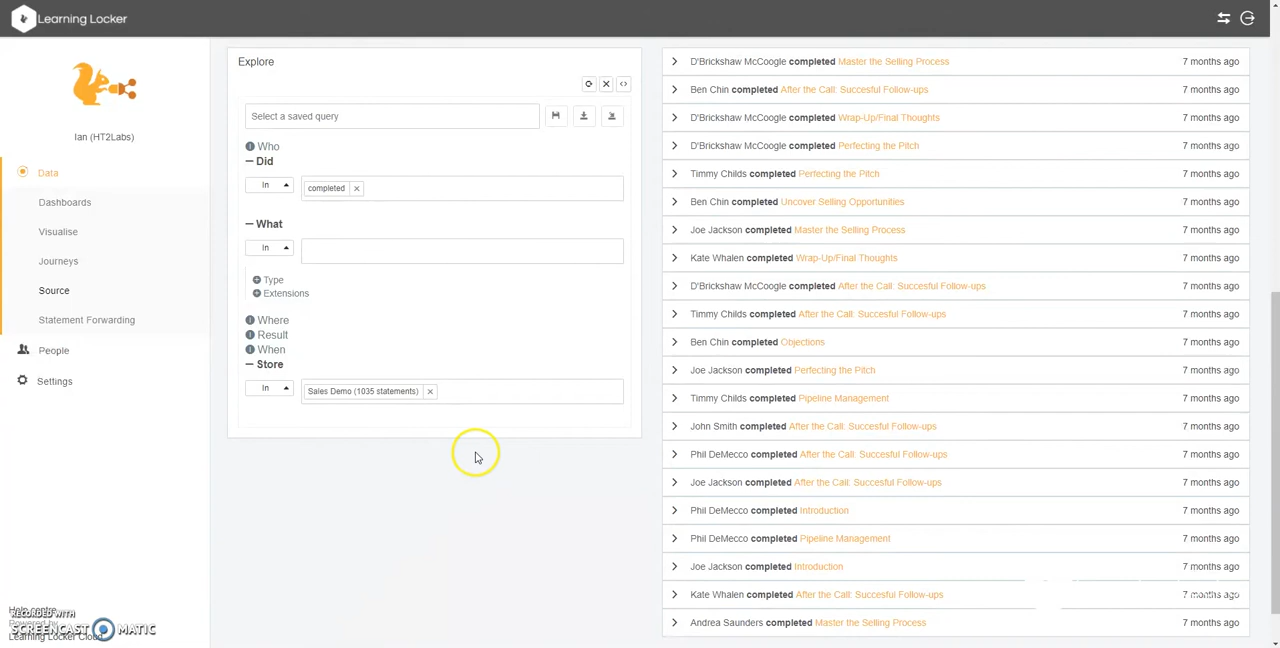 Learning Locker
Ian (HT2Labs)
Data
Dashboards
Visualise
Journeys
Source
Statement Forwarding
People
Settings
RECORDED WITH
SCREENCAST MATIC
Learning Locker Cloud
Explore
Select a saved query
Who
Did
In
completed
What
In
Type
Extensions
Where
Result
When
Store
In
Sales Demo (1035 statements)
D'Brickshaw McCoogle completed Master the Selling Process 7 months ago
Ben Chin completed After the Call: Succesful Follow-ups 7 months ago
D'Brickshaw McCoogle completed Wrap-Up/Final Thoughts 7 months ago
D'Brickshaw McCoogle completed Perfecting the Pitch 7 months ago
Timmy Childs completed Perfecting the Pitch 7 months ago
Ben Chin completed Uncover Selling Opportunities 7 months ago
Joe Jackson completed Master the Selling Process 7 months ago
Kate Whalen completed Wrap-Up/Final Thoughts 7 months ago
D'Brickshaw McCoogle completed After the Call: Succesful Follow-ups 7 months ago
Timmy Childs completed After the Call: Succesful Follow-ups 7 months ago
Ben Chin completed Objections 7 months ago
Joe Jackson completed Perfecting the Pitch 7 months ago
Timmy Childs completed Pipeline Management 7 months ago
John Smith completed After the Call: Succesful Follow-ups 7 months ago
Phil DeMecco completed After the Call: Succesful Follow-ups 7 months ago
Joe Jackson completed After the Call: Succesful Follow-ups 7 months ago
Phil DeMecco completed Introduction 7 months ago
Phil DeMecco completed Pipeline Management 7 months ago
Joe Jackson completed Introduction 7 months ago
Kate Whalen completed After the Call: Succesful Follow-ups 7 months ago
Andrea Saunders completed Master the Selling Process 7 months ago